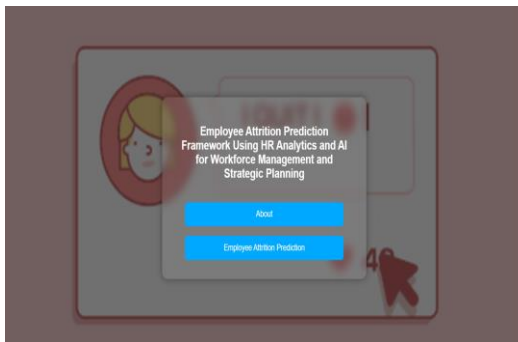 I QUIT !
Employee Attrition Prediction
Framework Using HR Analytics and AI
for Workforce Management and
Strategic Planning
About
Employee Attrition Prediction